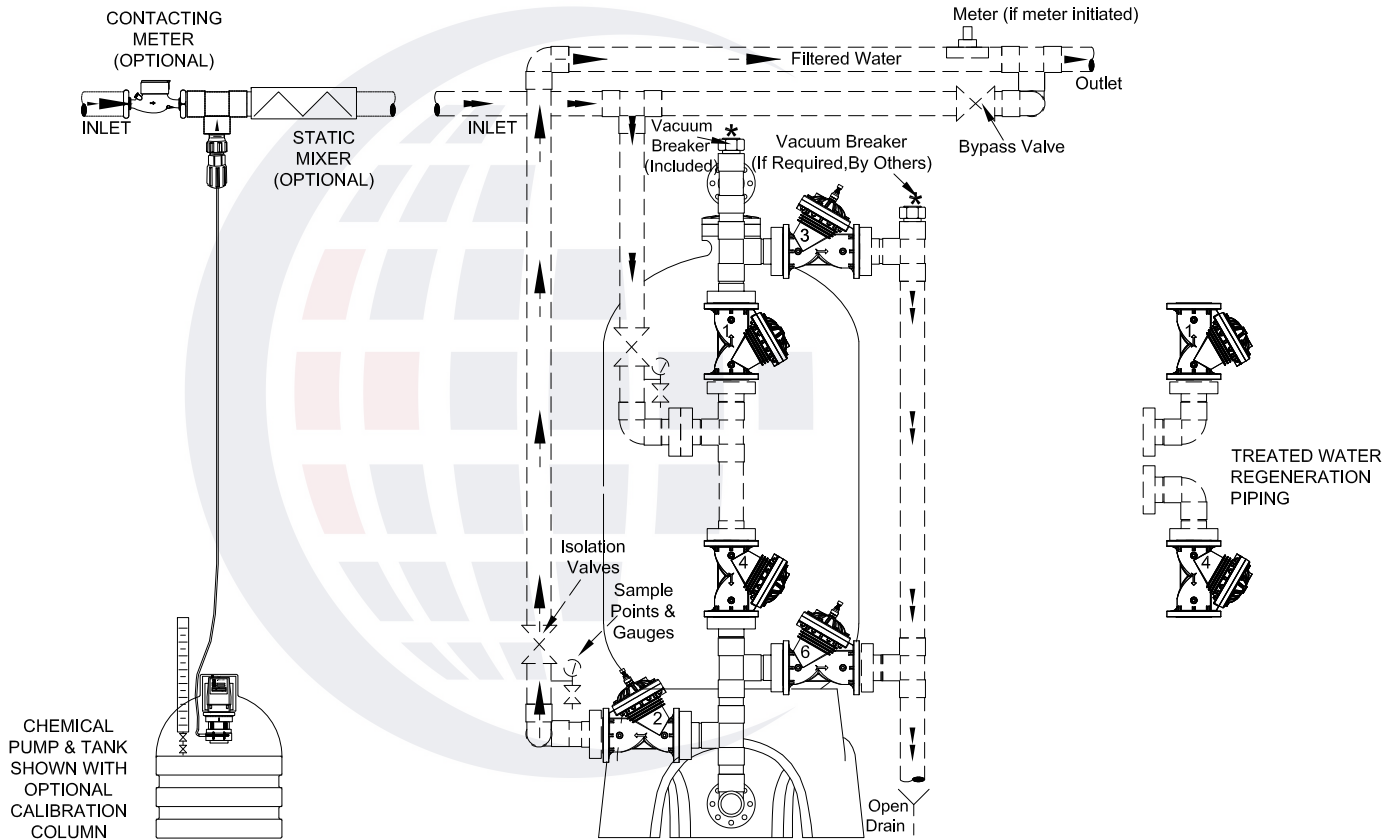 CONTACTING
METER
(OPTIONAL)
INLET
STATIC
MIXER
(OPTIONAL)
Meter (if meter initiated)
Filtered Water
Outlet
INLET
Vacuum
Breaker
(Included)
*
Vacuum Breaker
(If Required,By Others)
*
Bypass Valve
3
1
4
Isolation
Valves
Sample
Points &
Gauges
6
2
Open
Drain
1
TREATED WATER
REGENERATION
PIPING
4
CHEMICAL
PUMP & TANK
SHOWN WITH
OPTIONAL
CALIBRATION
COLUMN